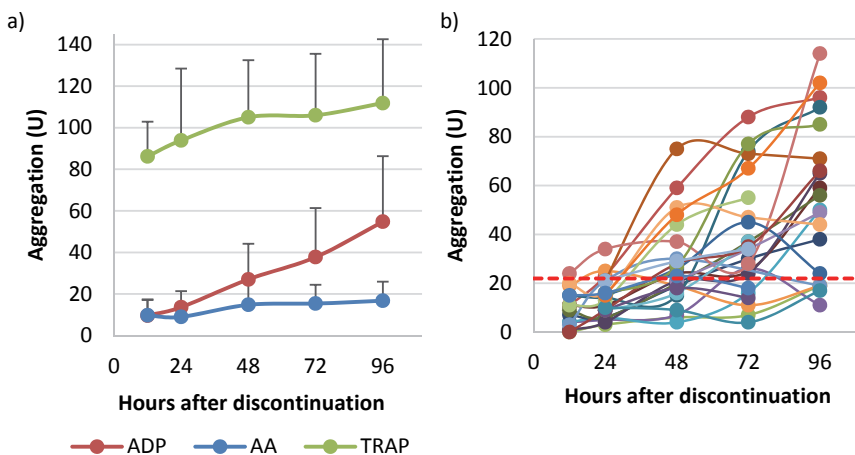 a)
Aggregation (U)
140
120
100
80
60
40
20
0
0 24 48 72 96
Hours after discontinuation
ADP AA TRAP
b)
Aggregation (U)
120
100
80
60
40
20
0
0 24 48 72 96
Hours after discontinuation